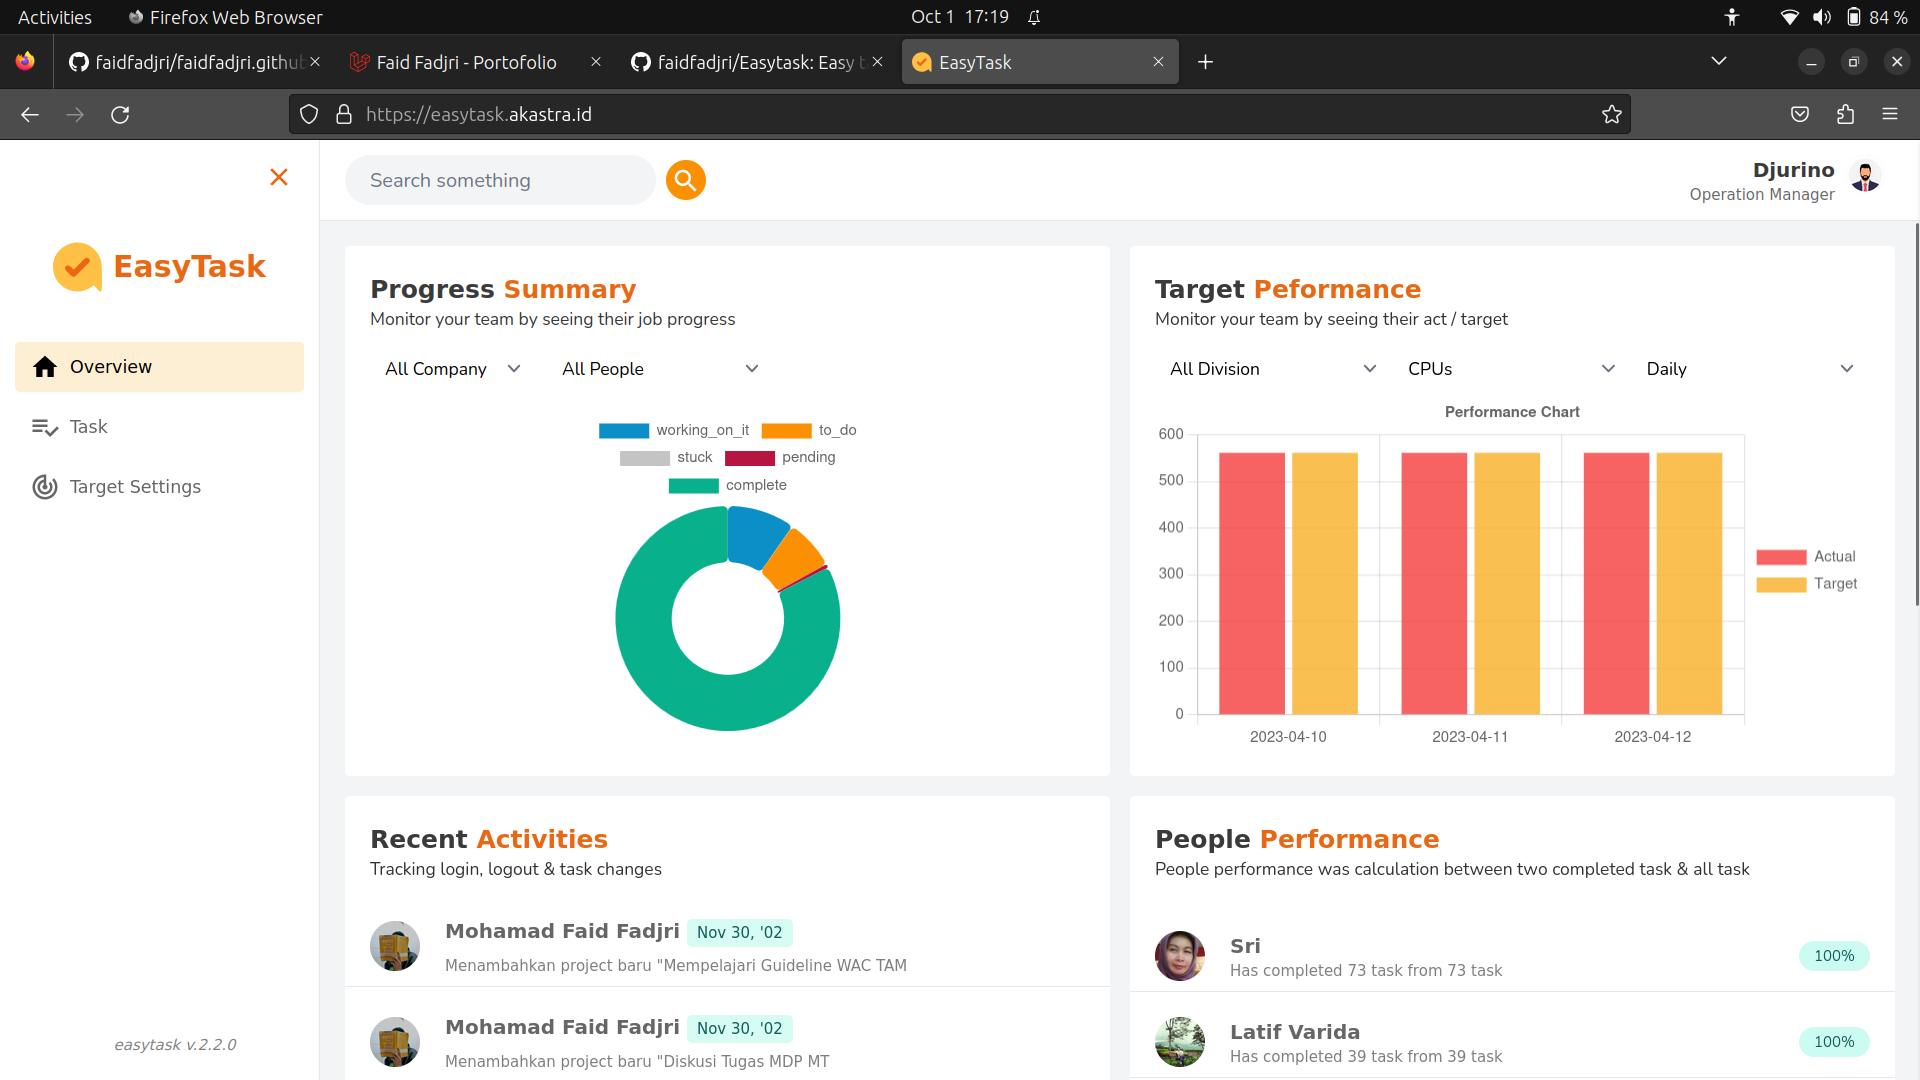 Activities
Firefox Web Browser
Oct 1 17:19
84 %
faidfadjri/faidfadjri.githu
Faid Fadjri - Portofolio
faidfadjri/Easytask: Easy t
EasyTask
https://easytask.akastra.id
Search something
Djurino
Operation Manager
EasyTask
Overview
Task
Target Settings
easytask v.2.2.0
Progress Summary
Monitor your team by seeing their job progress
All Company
All People
working_on_it
to_do
stuck
pending
complete
Target Peformance
Monitor your team by seeing their act / target
All Division
CPUs
Daily
Performance Chart
600
500
400
300
200
100
0
2023-04-10
2023-04-11
2023-04-12
Actual
Target
Recent Activities
Tracking login, logout & task changes
Mohamad Faid Fadjri Nov 30, '02
Menambahkan project baru "Mempelajari Guideline WAC TAM
Mohamad Faid Fadjri Nov 30, '02
Menambahkan project baru "Diskusi Tugas MDP MT
People Performance
People performance was calculation between two completed task & all task
Sri
Has completed 73 task from 73 task
100%
Latif Varida
Has completed 39 task from 39 task
100%